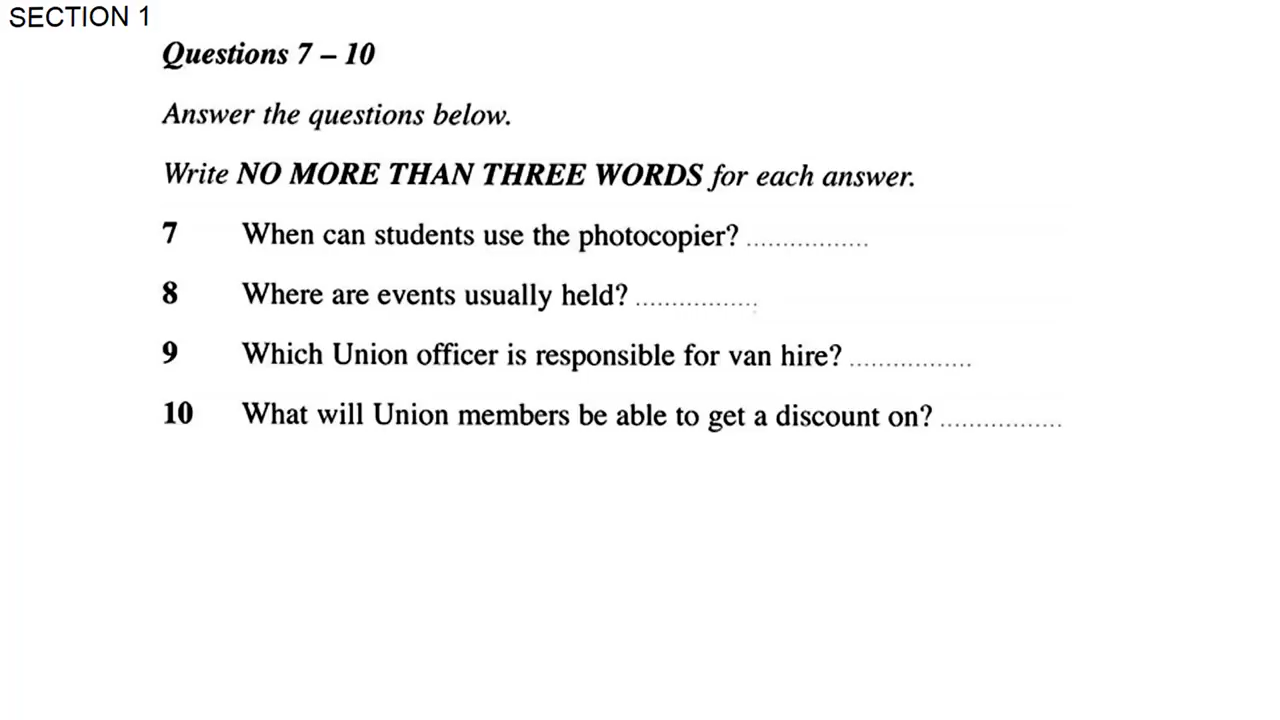 SECTION 1
Questions 7 – 10
Answer the questions below.
Write NO MORE THAN THREE WORDS for each answer.
7 When can students use the photocopier? .................
8 Where are events usually held? .................
9 Which Union officer is responsible for van hire? .................
10 What will Union members be able to get a discount on? .................